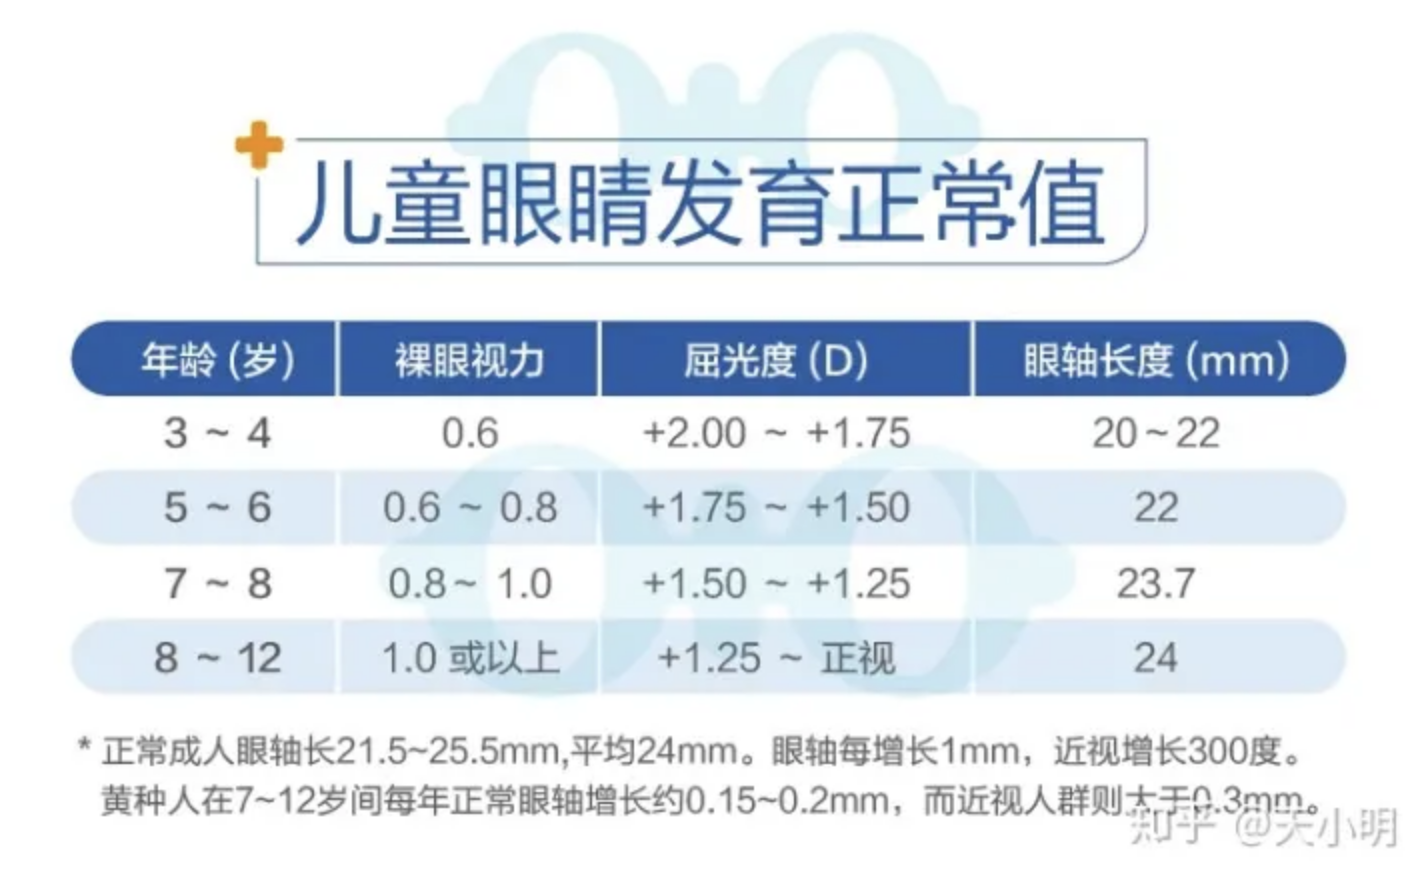 儿童眼睛发育正常值
年龄 (岁) 裸眼视力 屈光度 (D) 眼轴长度 (mm)
3 ~ 4 0.6 +2.00 ~ +1.75 20~22
5 ~ 6 0.6 ~ 0.8 +1.75 ~ +1.50 22
7 ~ 8 0.8~ 1.0 +1.50 ~ +1.25 23.7
8 ~ 12 1.0 或以上 +1.25 ~ 正视 24
* 正常成人眼轴长21.5~25.5mm,平均24mm。眼轴每增长1mm，近视增长300度。
黄种人在7~12岁间每年正常眼轴增长约0.15~0.2mm，而近视人群则大于0.3mm。
知乎 @天小明